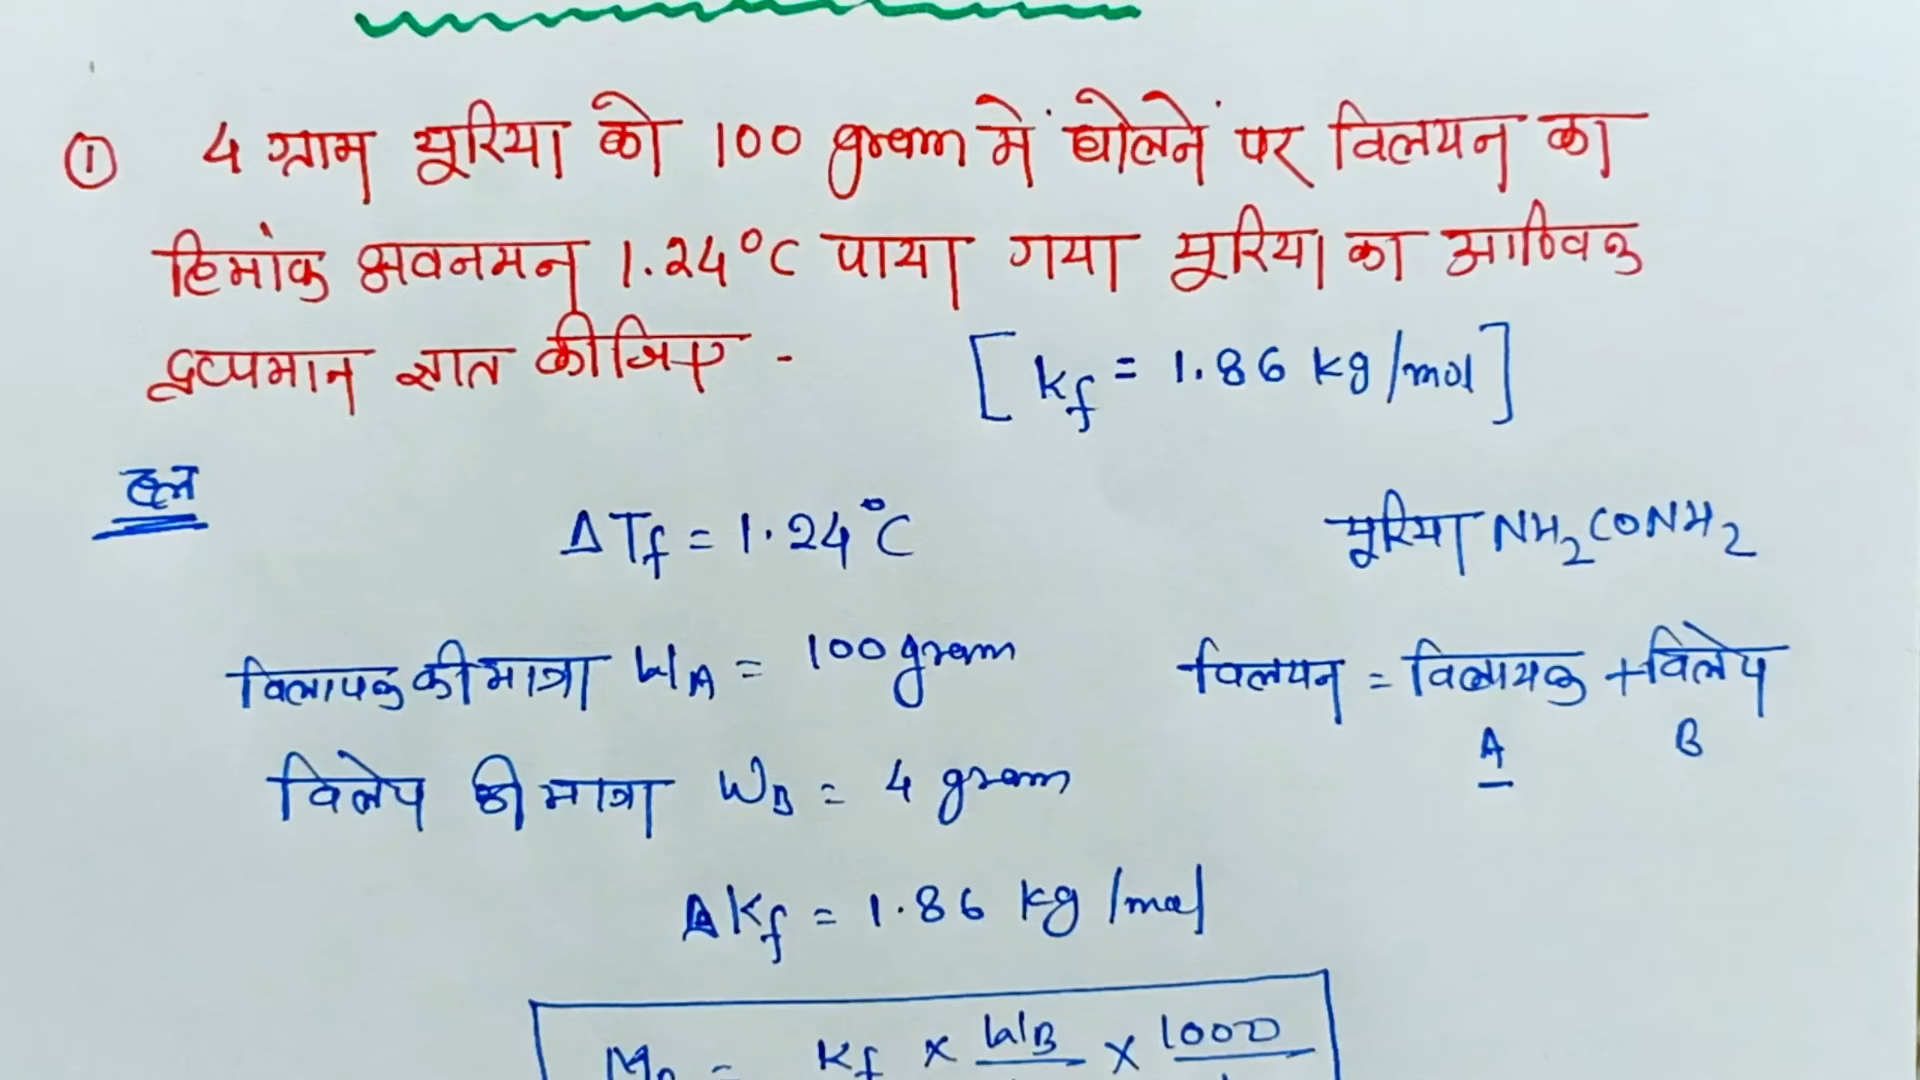 ① 4 ग्राम यूरिया को 100 gram में घोलने पर विलयन का
हिमांक अवनमन 1.24°C पाया गया यूरिया का आण्विक
द्रव्यमान ज्ञात कीजिए - [Kf = 1.86 kg/mol]
हल
ΔTf = 1.24°C यूरिया NH2CONH2
विलायक की मात्रा WA = 100 gram विलयन = विलायक + विलेय
A B
विलेय की मात्रा WB = 4 gram
Kf = 1.86 kg/mol
MB = Kf × WB × 1000